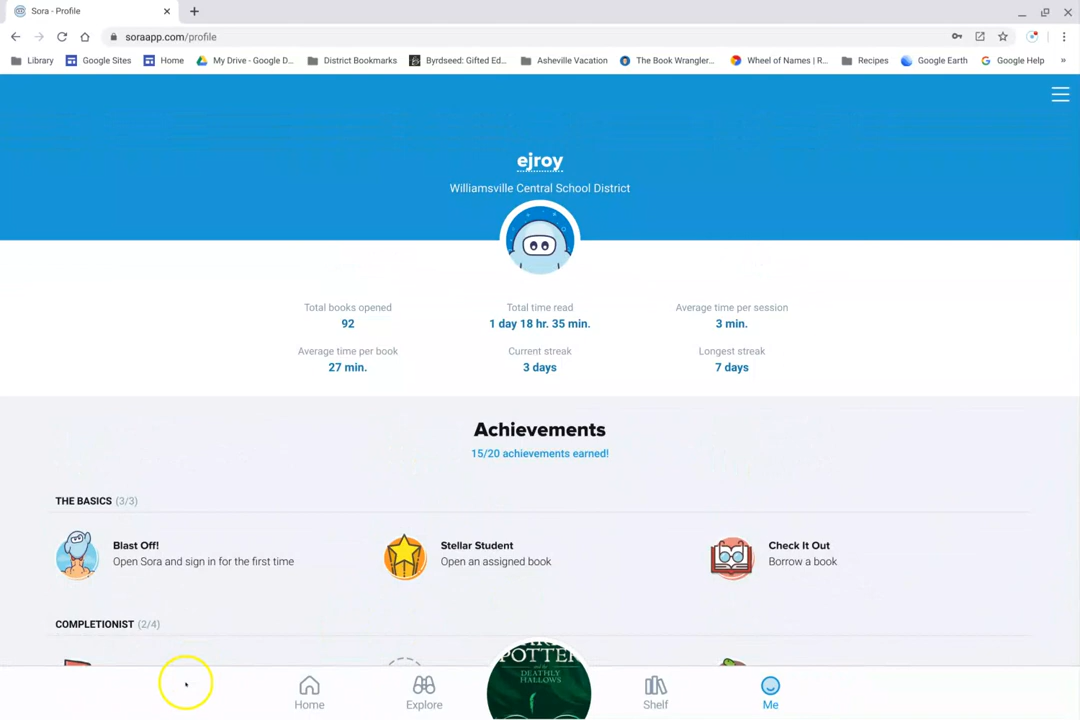 Sora - Profile
soraapp.com/profile
Library Google Sites Home My Drive - Google D... District Bookmarks Byrdseed: Gifted Ed... Asheville Vacation The Book Wrangler... Wheel of Names | R... Recipes Google Earth Google Help »
ejroy
Williamsville Central School District
Total books opened Total time read Average time per session
92 1 day 18 hr. 35 min. 3 min.
Average time per book Current streak Longest streak
27 min. 3 days 7 days
Achievements
15/20 achievements earned!
THE BASICS (3/3)
Blast Off! Stellar Student Check It Out
Open Sora and sign in for the first time Open an assigned book Borrow a book
COMPLETIONIST (2/4)
POTTER
and the
DEATHLY
HALLOWS
Home Explore Shelf Me